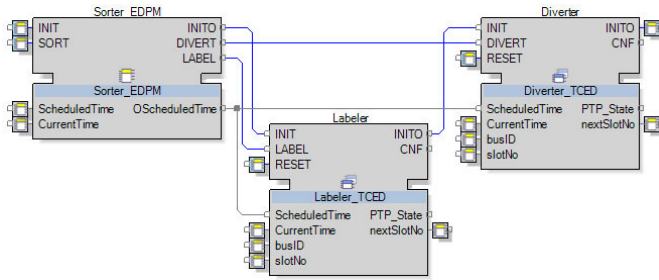 Sorter_EDPM
INIT INITO
SORT DIVERT
LABEL
Sorter_EDPM
ScheduledTime OScheduledTime
CurrentTime
Diverter
INIT INITO
DIVERT CNF
RESET
Diverter_TCED
ScheduledTime PTP_State
CurrentTime nextSlotNo
busID
slotNo
Labeler
INIT INITO
LABEL CNF
RESET
Labeler_TCED
ScheduledTime PTP_State
CurrentTime nextSlotNo
busID
slotNo